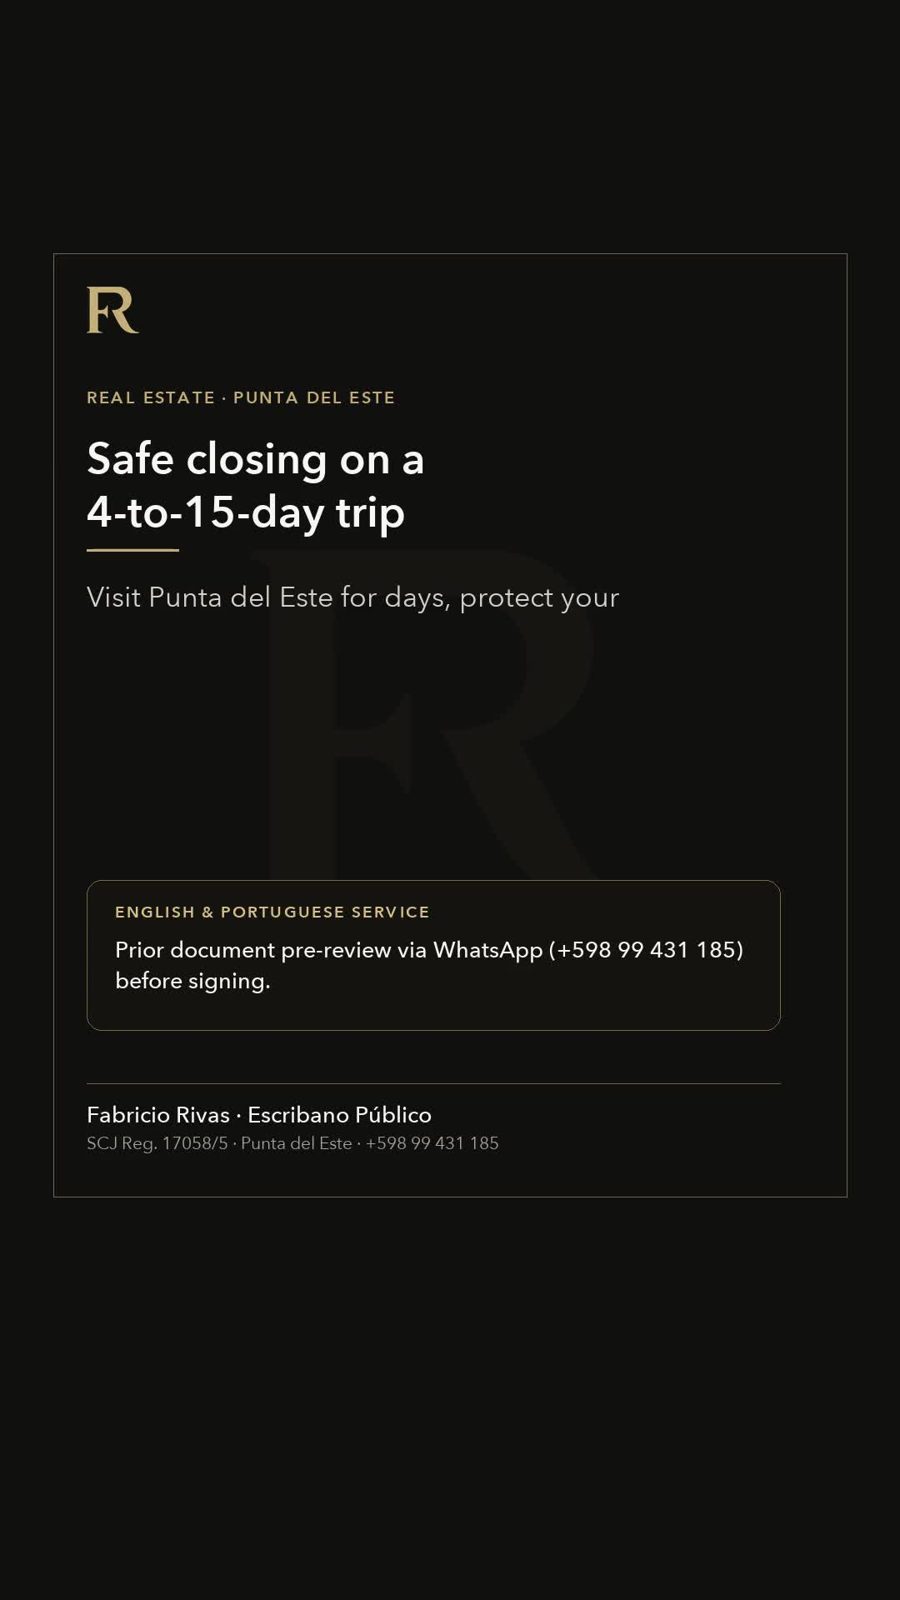 FR
REAL ESTATE · PUNTA DEL ESTE
Safe closing on a
4-to-15-day trip
Visit Punta del Este for days, protect your
ENGLISH & PORTUGUESE SERVICE
Prior document pre-review via WhatsApp (+598 99 431 185)
before signing.
Fabricio Rivas · Escribano Público
SCJ Reg. 17058/5 · Punta del Este · +598 99 431 185